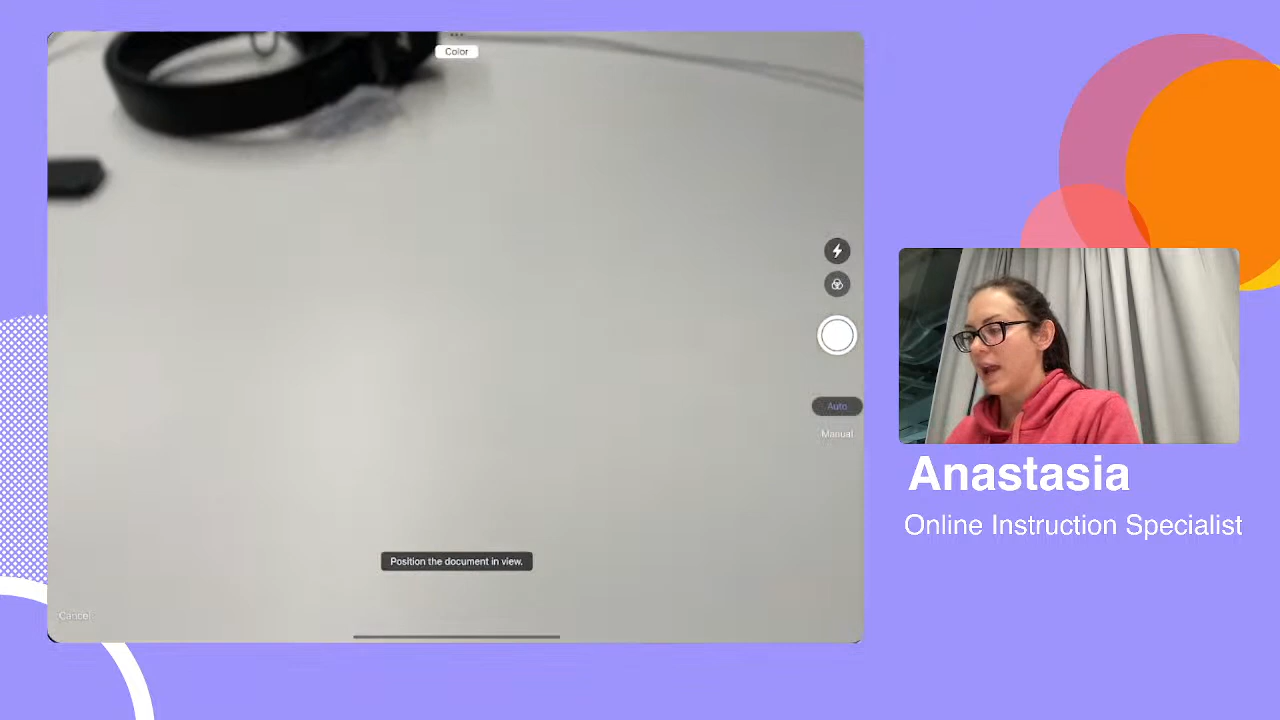 Color
Auto
Manual
Position the document in view.
Cancel
Anastasia
Online Instruction Specialist